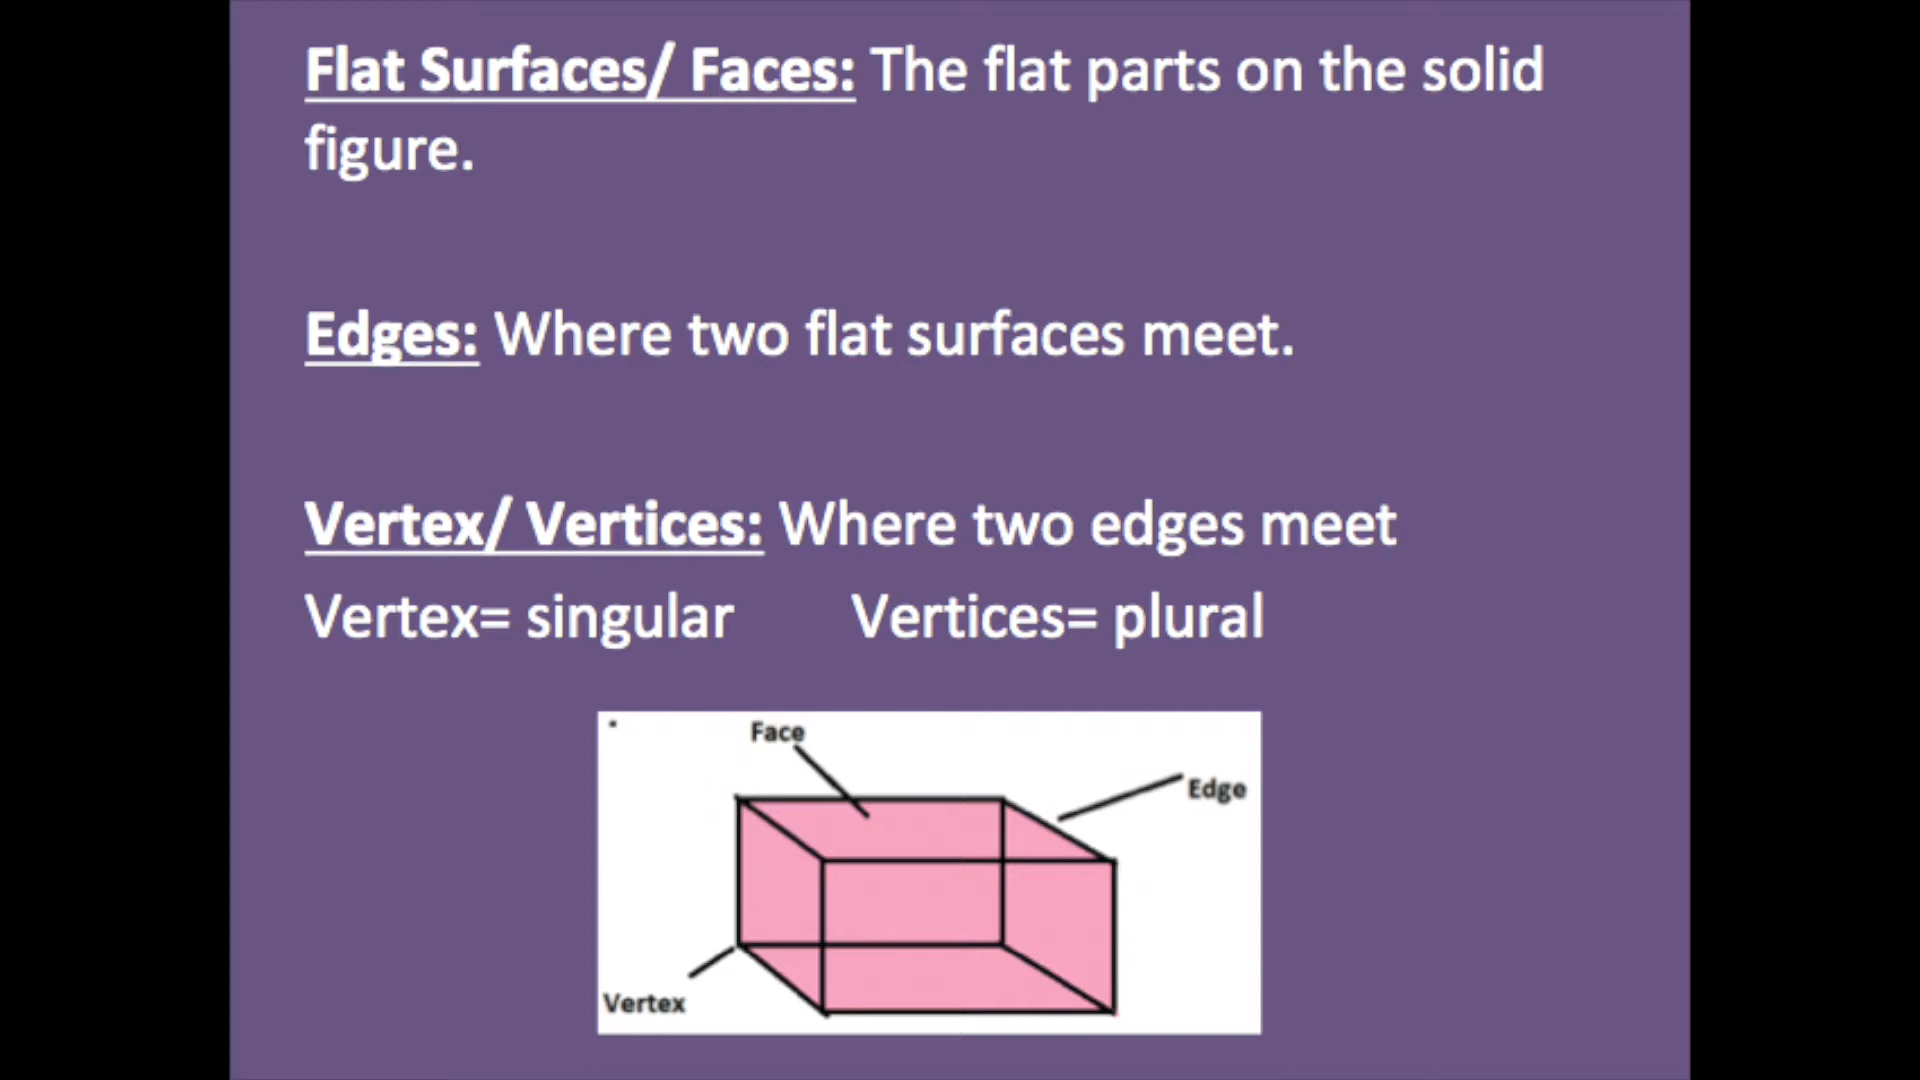 Flat Surfaces/ Faces: The flat parts on the solid
figure.
Edges: Where two flat surfaces meet.
Vertex/ Vertices: Where two edges meet
Vertex= singular Vertices= plural
Face
Edge
Vertex